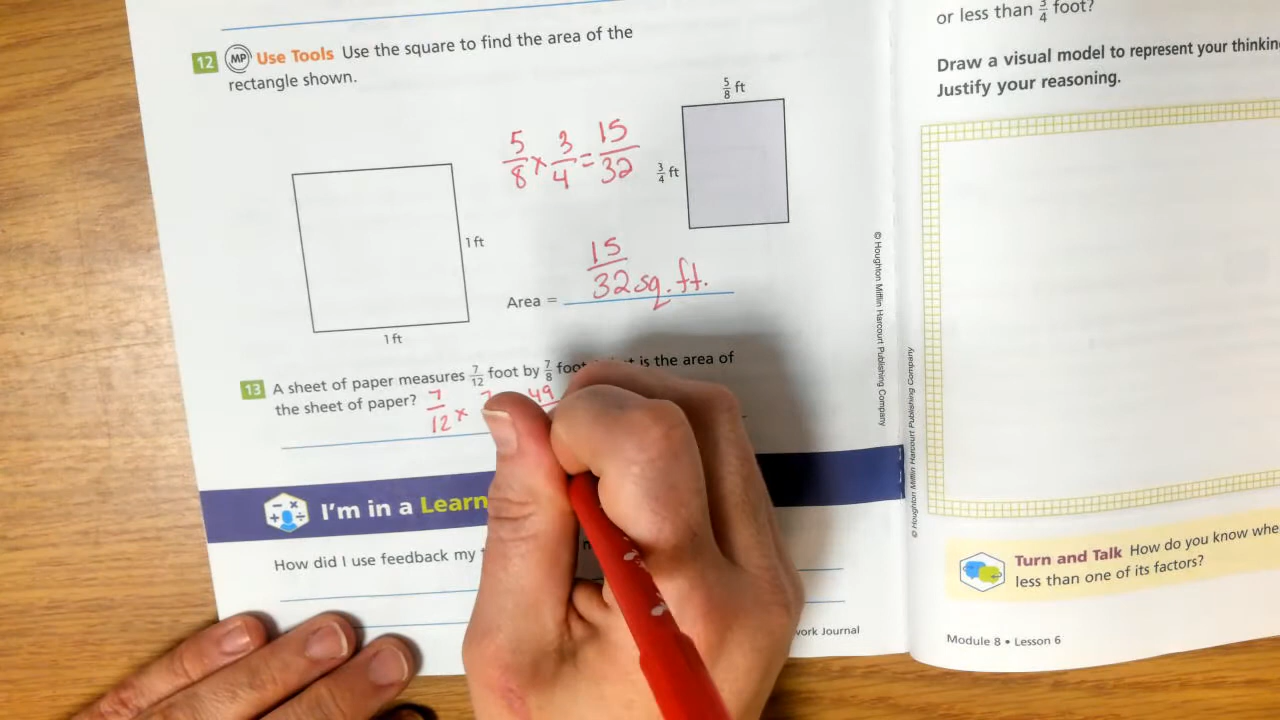 12 MP Use Tools Use the square to find the area of the
rectangle shown.
5/8 ft
5/8 × 3/4 = 15/32
3/4 ft
1 ft
1 ft
15/32 sq. ft.
Area =
13 A sheet of paper measures 7/12 foot by 7/8 is the area of
the sheet of paper? 7/12 × 49
I'm in a Learn
How did I use feedback my
Journal
© Houghton Mifflin Harcourt Publishing Company
or less than 3/4 foot?
Draw a visual model to represent your
Justify your reasoning.
© Houghton Mifflin Harcourt Publishing Company
Turn and Talk How do you know
less than one of its factors?
Module 8 • Lesson 6